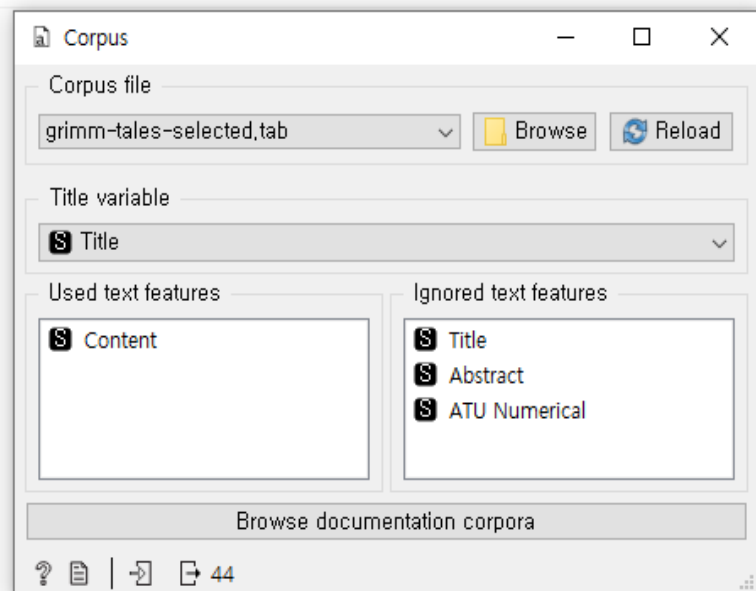 Corpus
Corpus file
grimm-tales-selected,tab
Browse
Reload
Title variable
S Title
Used text features
Ignored text features
S Content
S Title
S Abstract
S ATU Numerical
Browse documentation corpora
? 44